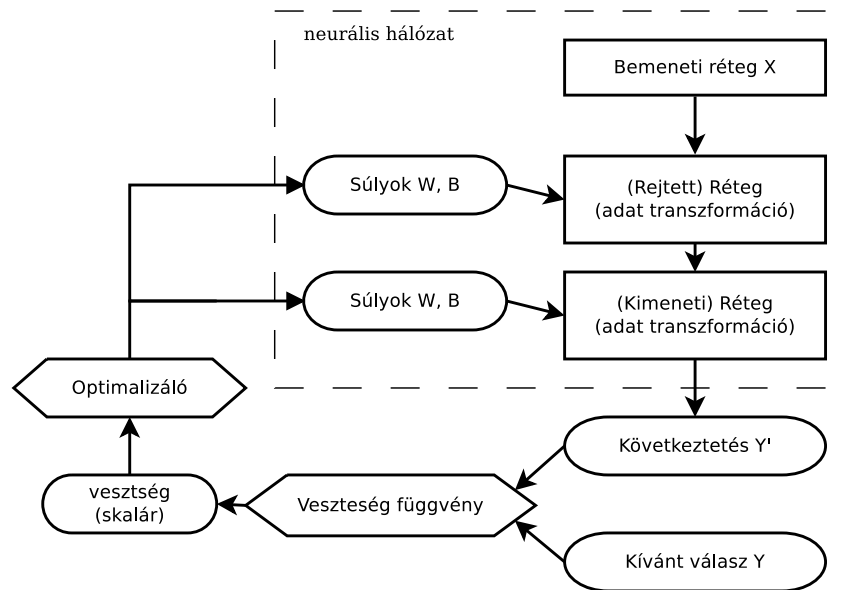 neurális hálózat
Bemeneti réteg X
Súlyok W, B
(Rejtett) Réteg
(adat transzformáció)
Súlyok W, B
(Kimeneti) Réteg
(adat transzformáció)
Optimalizáló
Következtetés Y'
vesztség
(skalár)
Veszteség függvény
Kívánt válasz Y